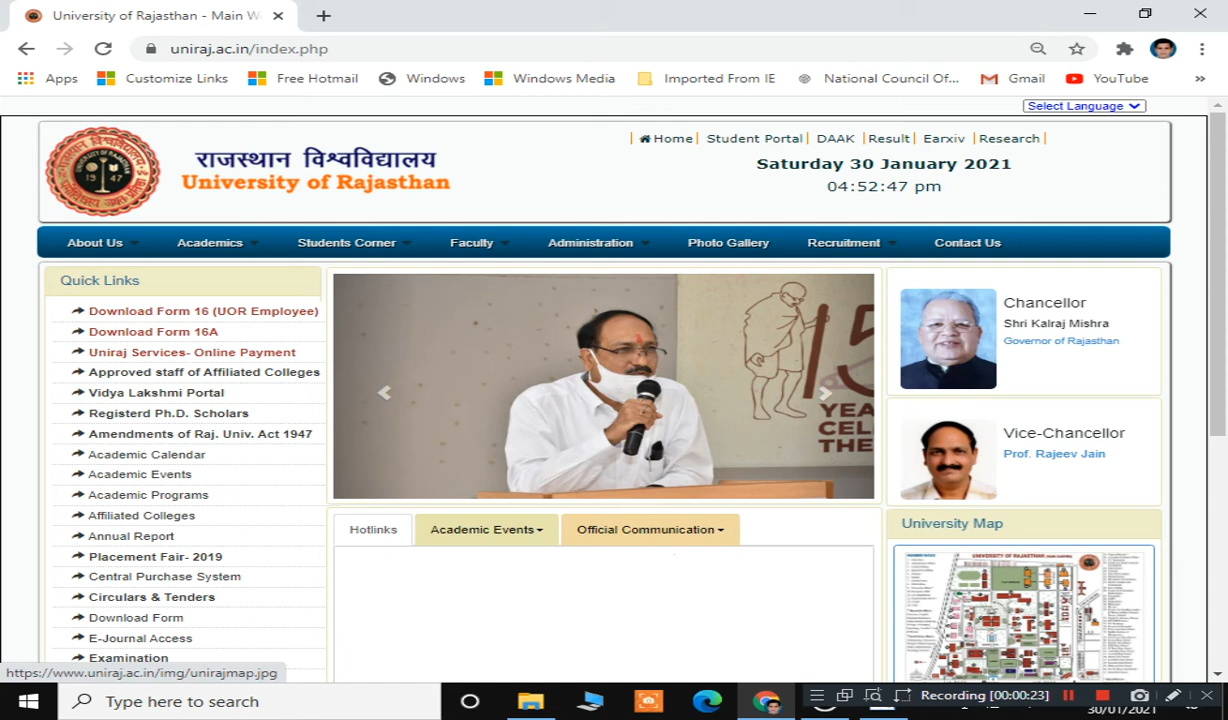 University of Rajasthan - Main W
uniraj.ac.in/index.php
Apps
Customize Links
Free Hotmail
Windows
Windows Media
Imported From IE
National Council Of...
Gmail
YouTube
»
Select Language
राजस्थान विश्वविद्यालय
University of Rajasthan
1947
Home| Student Portal| DAAK |Result| Earxiv |Research|
Saturday 30 January 2021
04:52:47 pm
About Us
Academics
Students Corner
Faculty
Administration
Photo Gallery
Recruitment
Contact Us
Quick Links
Download Form 16 (UOR Employee)
Download Form 16A
Uniraj Services- Online Payment
Approved staff of Affiliated Colleges
Vidya Lakshmi Portal
Registerd Ph.D. Scholars
Amendments of Raj. Univ. Act 1947
Academic Calendar
Academic Events
Academic Programs
Affiliated Colleges
Annual Report
Placement Fair- 2019
Central Purchase System
Circulars & Tenders
Download Form
E-Journal Access
Examination
15
YEA
CEL
THE
Hotlinks
Academic Events
Official Communication
Chancellor
Shri Kalraj Mishra
Governor of Rajasthan
Vice-Chancellor
Prof. Rajeev Jain
University Map
UNIVERSITY OF RAJASTHAN
https://www.uniraj.ac.in/img/unirajmap.jpg
Type here to search
Recording [00:00:23]
30/01/2021